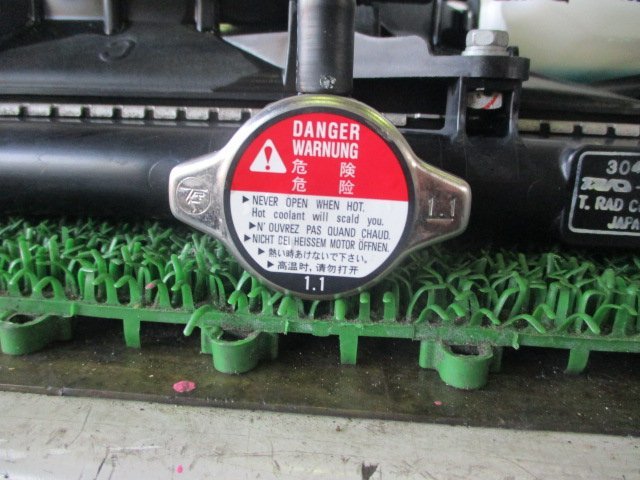 DANGER
WARNUNG
危 険
危 险
▶NEVER OPEN WHEN HOT.
Hot coolant will scald you.
▶N'OUVREZ PAS QUAND CHAUD.
▶NICHT BEI HEISSEM MOTOR ÖFFNEN.
▶熱い時あけないで下さい。
▶高温时,请勿打开
1.1
1.1
304
T. RAD C
JAPA